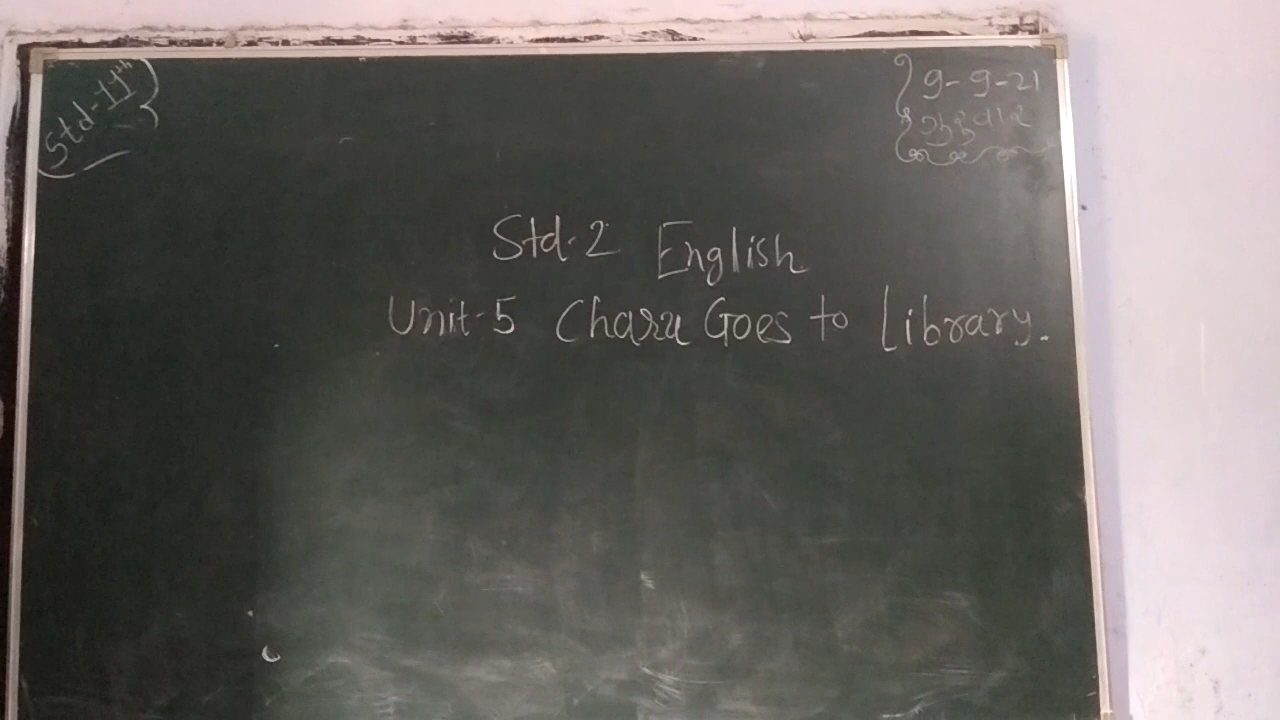 Std-11th
9-9-21
ગુરુવાર
Std-2 English
Unit-5 Charu Goes to Library.